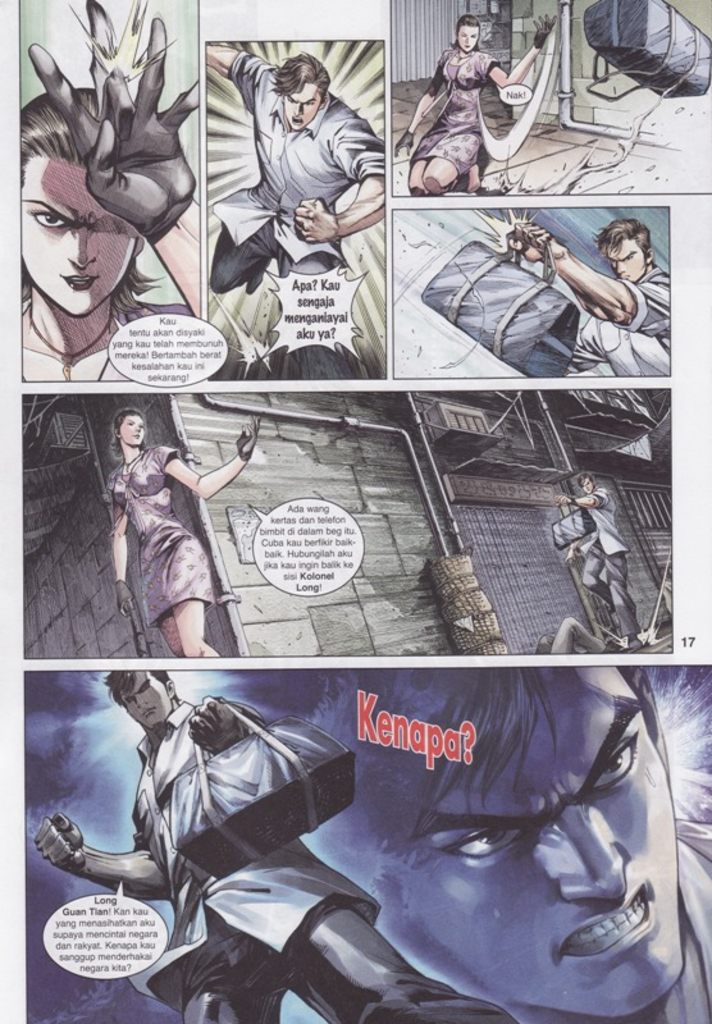 Kau
tentu akan disyaki
yang kau telah membunuh
mereka! Bertambah berat
kesalahan kau ini
sekarang!
Apa? Kau
sengaja
menganiayai
aku ya?
Nak!
Ada wang
kertas dan telefon
bimbit di dalam beg itu.
Cuba kau berfikir baik-
baik. Hubungilah aku
jika kau ingin balik ke
sisi Kolonel
Long!
17
Kenapa?
Long
Guan Tian! Kan kau
yang menasihatkan aku
supaya mencintai negara
dan rakyat. Kenapa kau
sanggup menderhakai
negara kita?